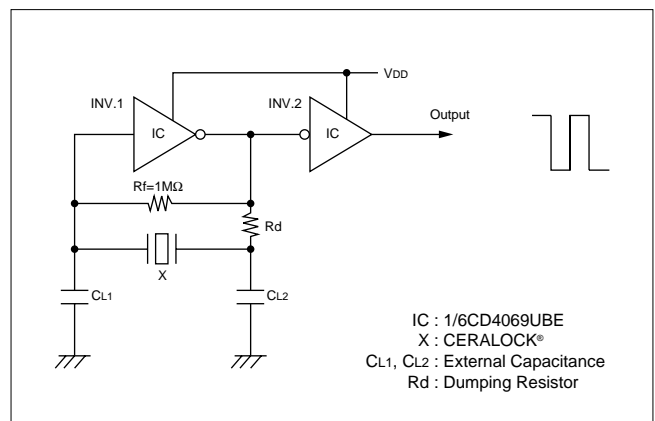 VDD
INV.1
INV.2
IC
IC
Output
Rf=1MΩ
Rd
X
CL1
CL2
IC : 1/6CD4069UBE
X : CERALOCK®
CL1, CL2 : External Capacitance
Rd : Dumping Resistor